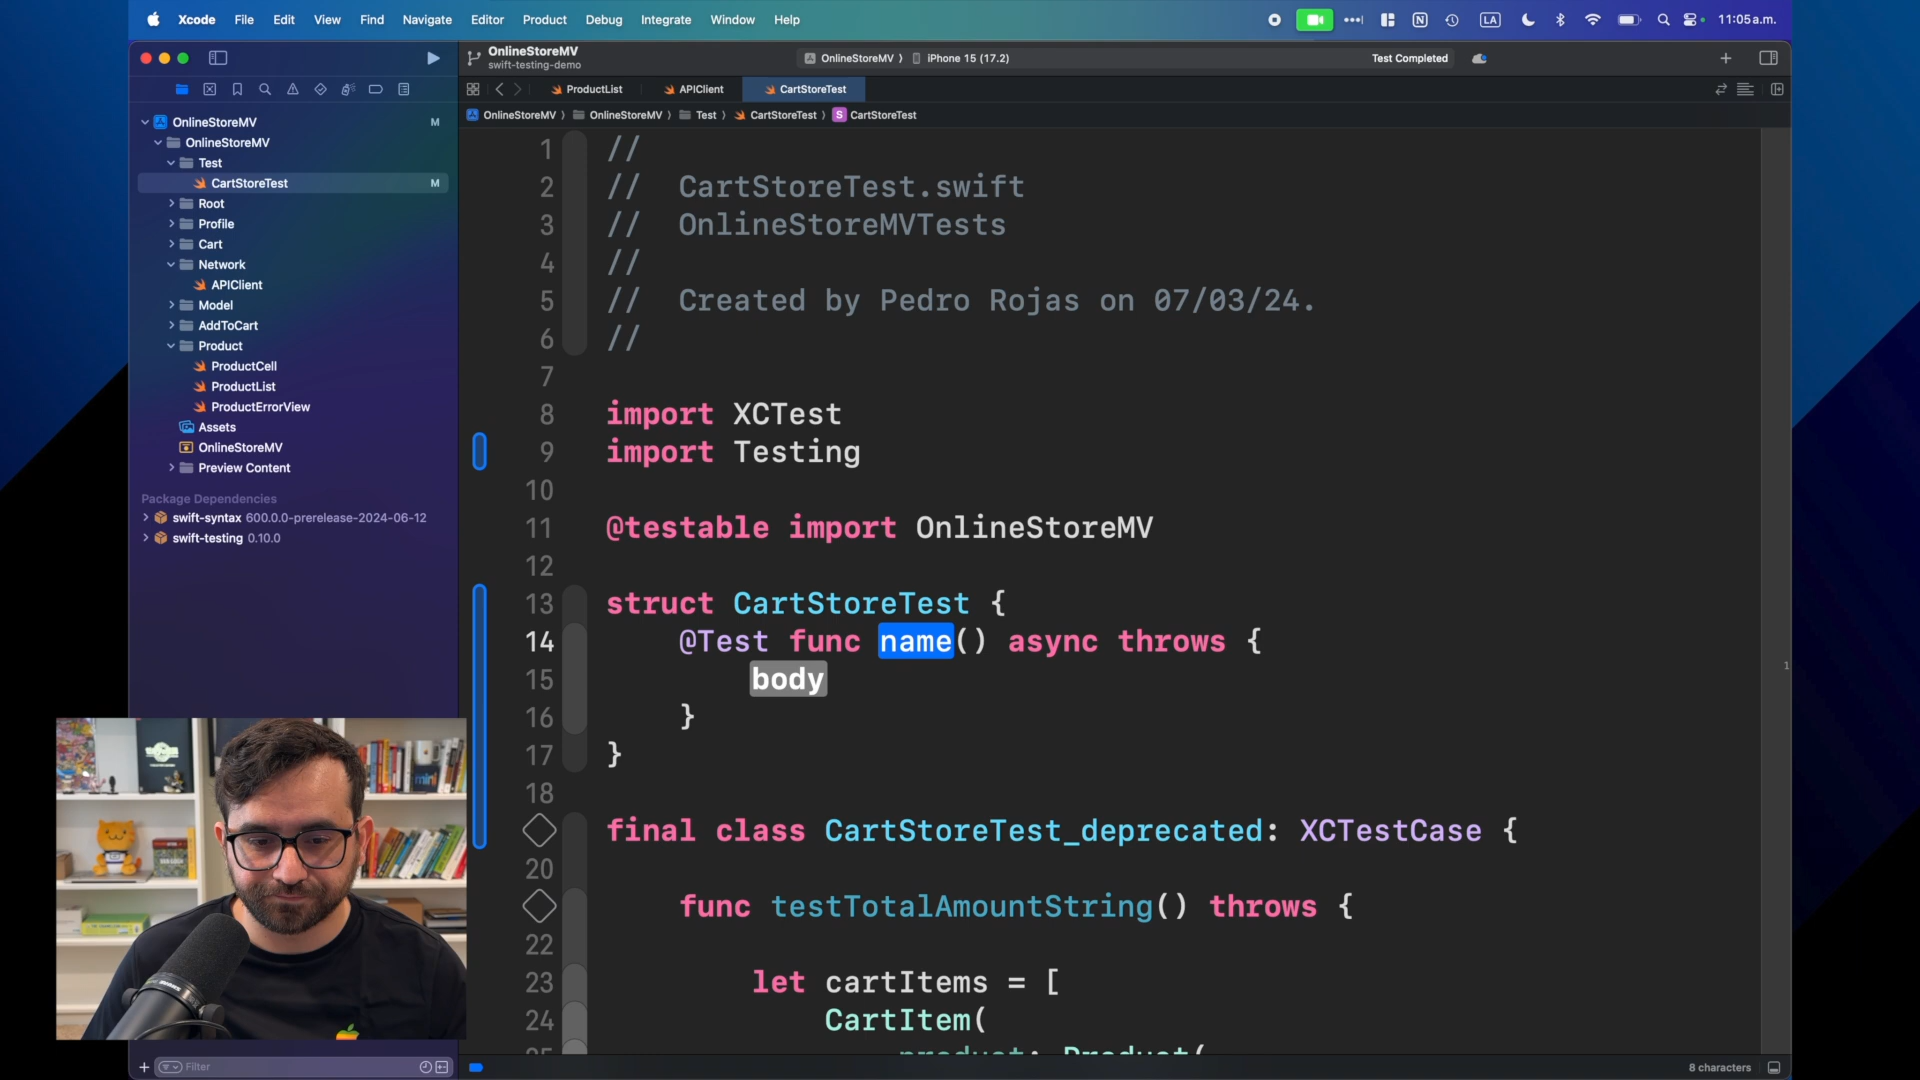 Xcode File Edit View Find Navigate Editor Product Debug Integrate Window Help
LA
11:05 a.m.
OnlineStoreMV
swift-testing-demo
OnlineStoreMV
iPhone 15 (17.2)
Test Completed
ProductList
APIClient
CartStoreTest
OnlineStoreMV
OnlineStoreMV
Test
CartStoreTest
S
CartStoreTest
OnlineStoreMV
M
OnlineStoreMV
Test
CartStoreTest
M
Root
Profile
Cart
Network
APIClient
Model
AddToCart
Product
ProductCell
ProductList
ProductErrorView
Assets
OnlineStoreMV
Preview Content
Package Dependencies
swift-syntax 600.0.0-prerelease-2024-06-12
swift-testing 0.10.0
Filter
1 //
2 // CartStoreTest.swift
3 // OnlineStoreMVTests
4 //
5 // Created by Pedro Rojas on 07/03/24.
6 //
7
8 import XCTest
9 import Testing
10
11 @testable import OnlineStoreMV
12
13 struct CartStoreTest {
14 @Test func name() async throws {
15 body
16 }
17 }
18
final class CartStoreTest_deprecated: XCTestCase {
20
func testTotalAmountString() throws {
22
23 let cartItems = [
24 CartItem(
25 product: Product(
1
8 characters